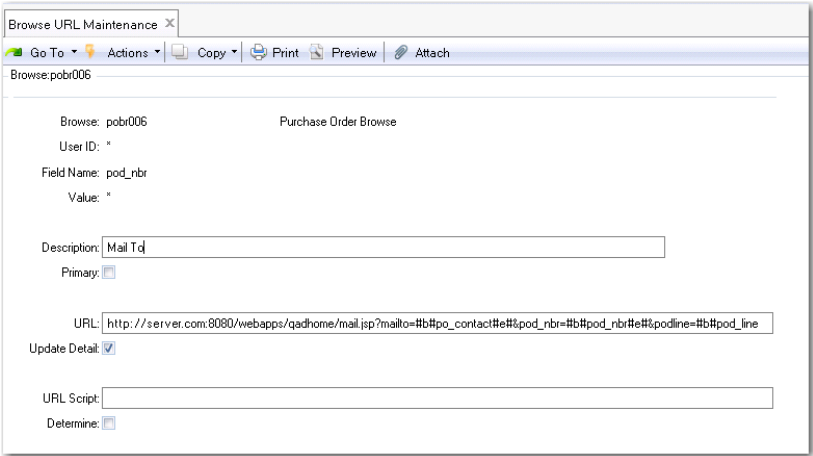 Browse URL Maintenance
Go To Actions Copy Print Preview Attach
Browse:pobr006
Browse: pobr006 Purchase Order Browse
User ID: *
Field Name: pod_nbr
Value: *
Description: Mail To
Primary:
URL: http://server.com:8080/webapps/qadhome/mail.jsp?mailto=#b#po_contact#e#&pod_nbr=#b#pod_nbr#e#&podline=#b#pod_line
Update Detail:
URL Script:
Determine: